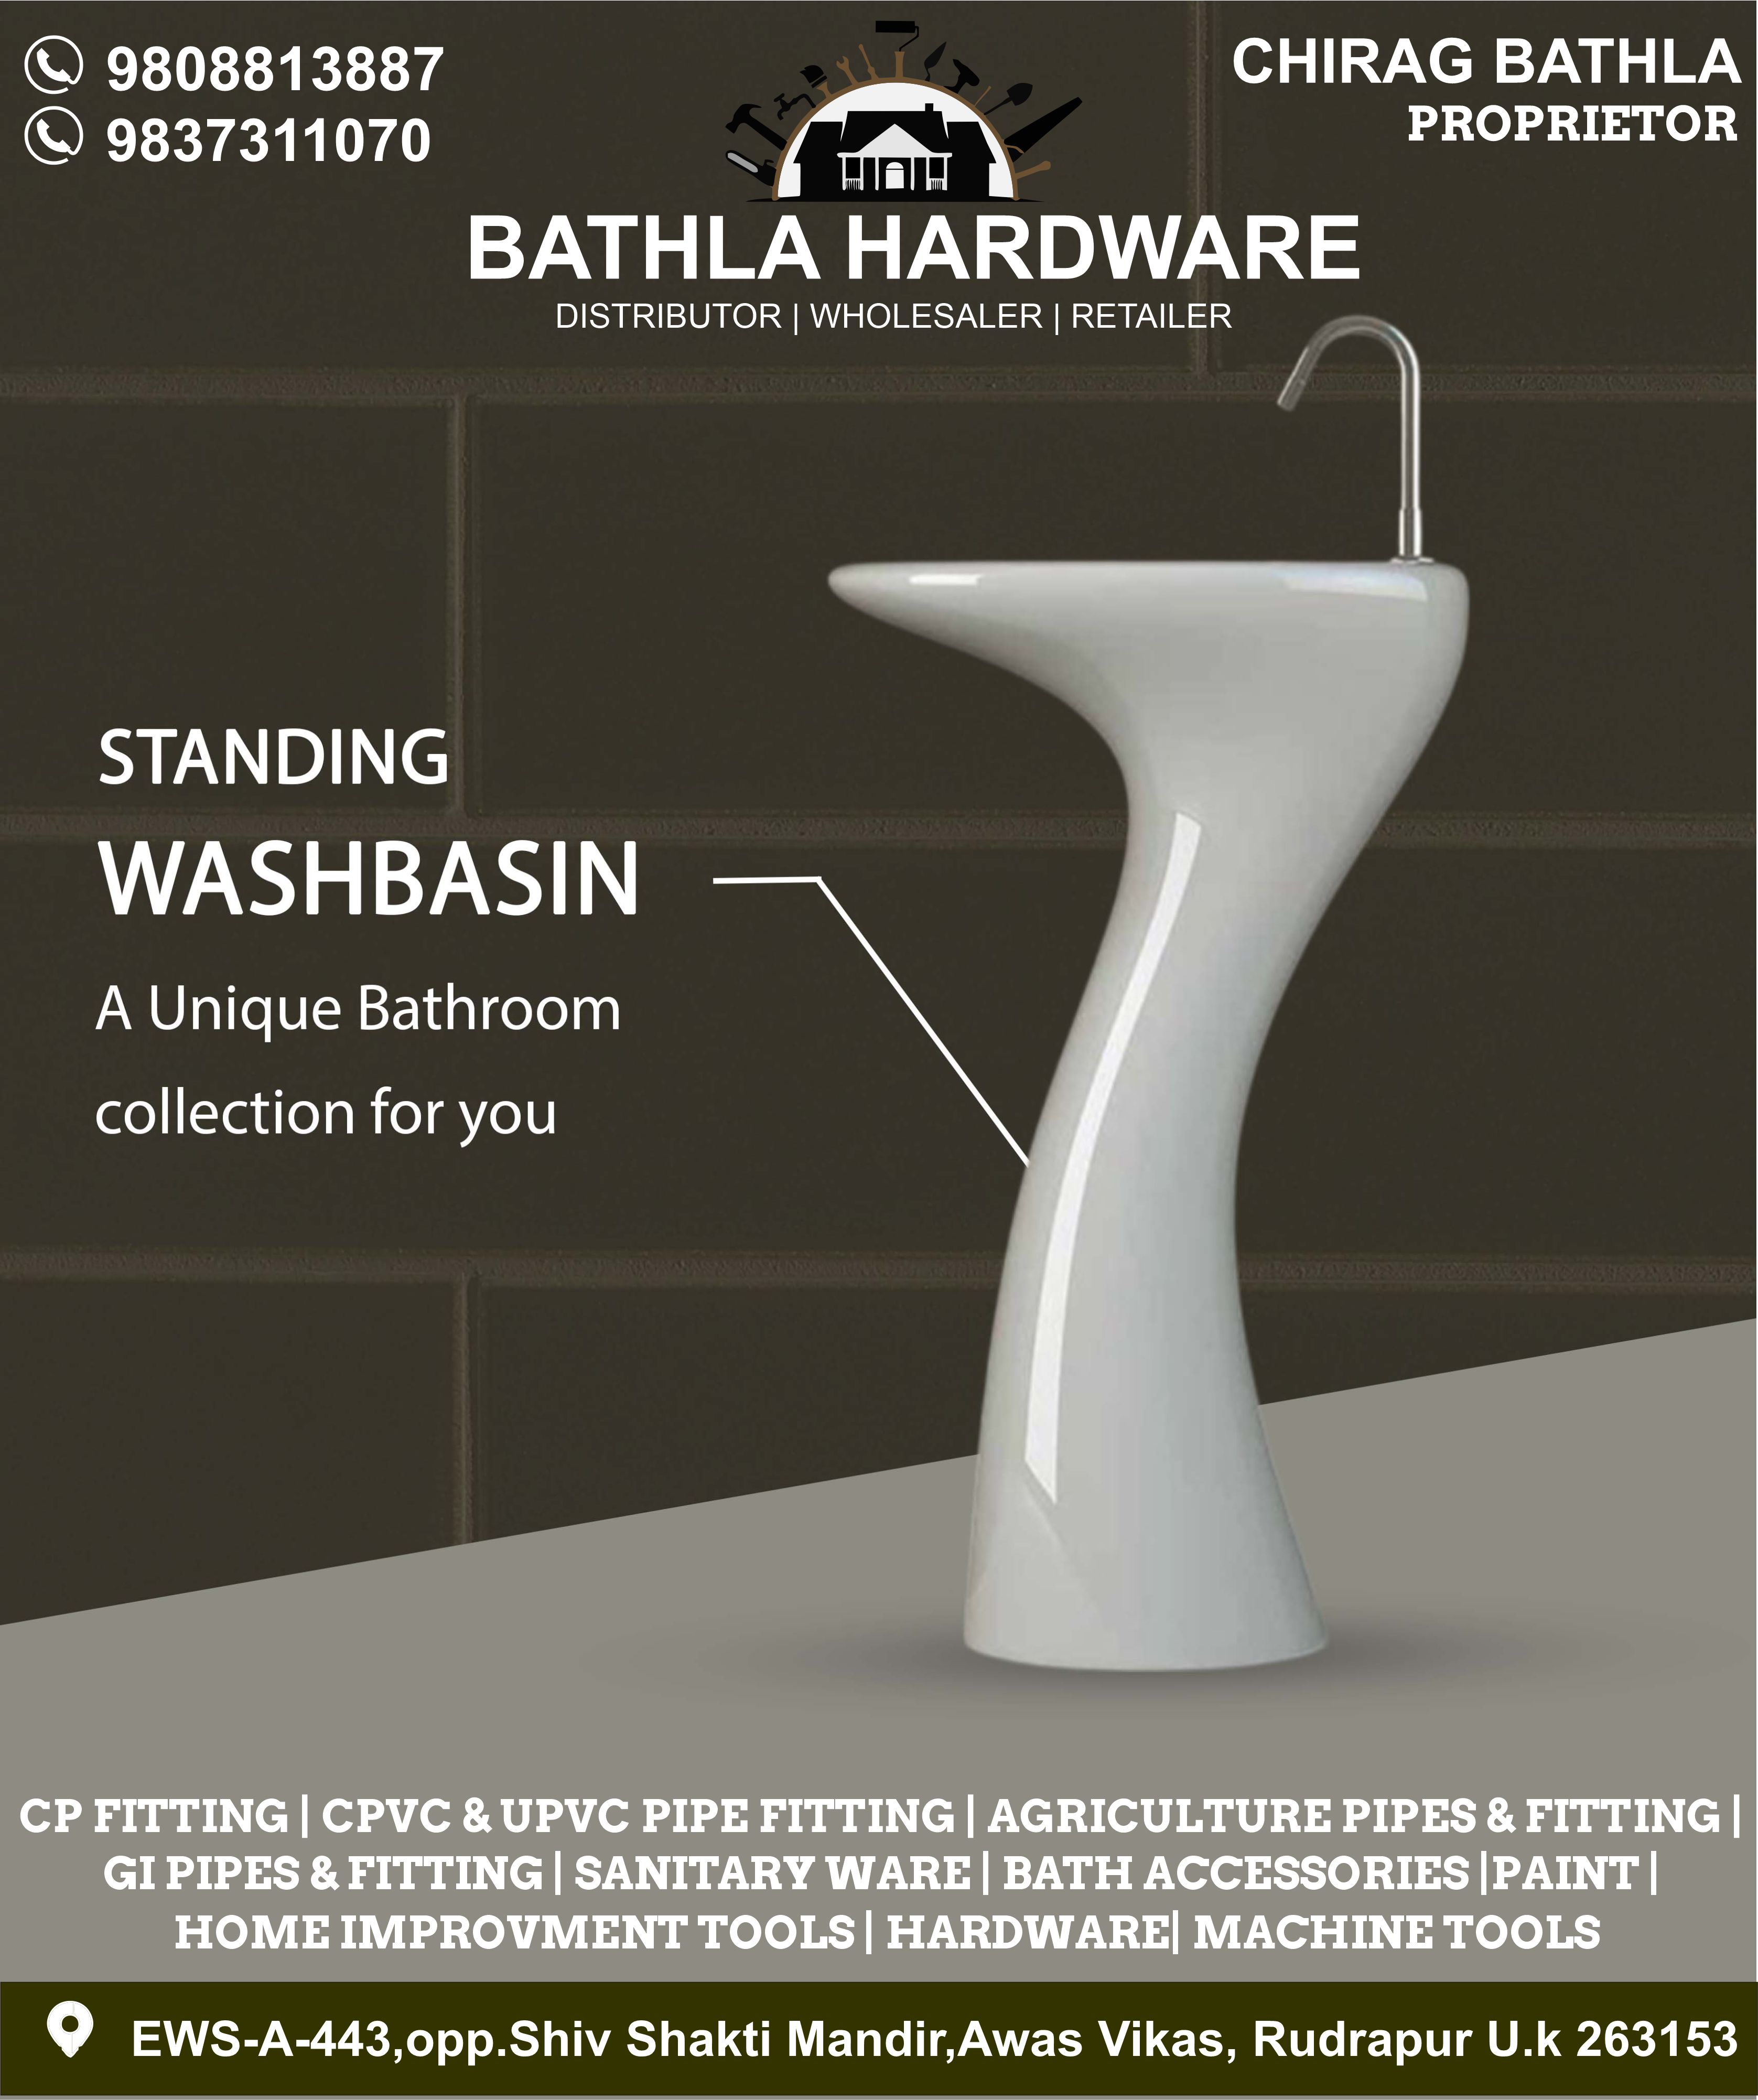 9808813887
9837311070
CHIRAG BATHLA
PROPRIETOR
BATHLA HARDWARE
DISTRIBUTOR | WHOLESALER | RETAILER
STANDING
WASHBASIN
A Unique Bathroom
collection for you
CP FITTING | CPVC & UPVC PIPE FITTING | AGRICULTURE PIPES & FITTING |
GI PIPES & FITTING | SANITARY WARE | BATH ACCESSORIES |PAINT |
HOME IMPROVMENT TOOLS| HARDWARE| MACHINE TOOLS
EWS-A-443,opp.Shiv Shakti Mandir,Awas Vikas, Rudrapur U.k 263153